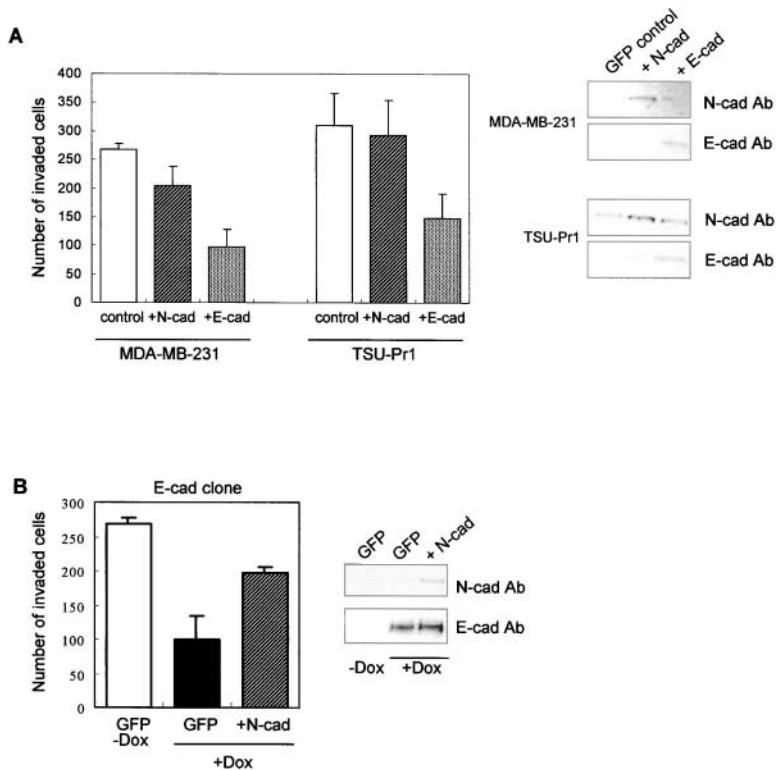 A
Number of invaded cells
400
350
300
250
200
150
100
50
0
control +N-cad +E-cad
control +N-cad +E-cad
MDA-MB-231
TSU-Pr1
GFP control
+ N-cad
+ E-cad
MDA-MB-231
N-cad Ab
E-cad Ab
TSU-Pr1
N-cad Ab
E-cad Ab
B
E-cad clone
Number of invaded cells
300
250
200
150
100
50
0
GFP
-Dox
GFP
+N-cad
+Dox
GFP
GFP
+ N-cad
N-cad Ab
E-cad Ab
-Dox
+Dox